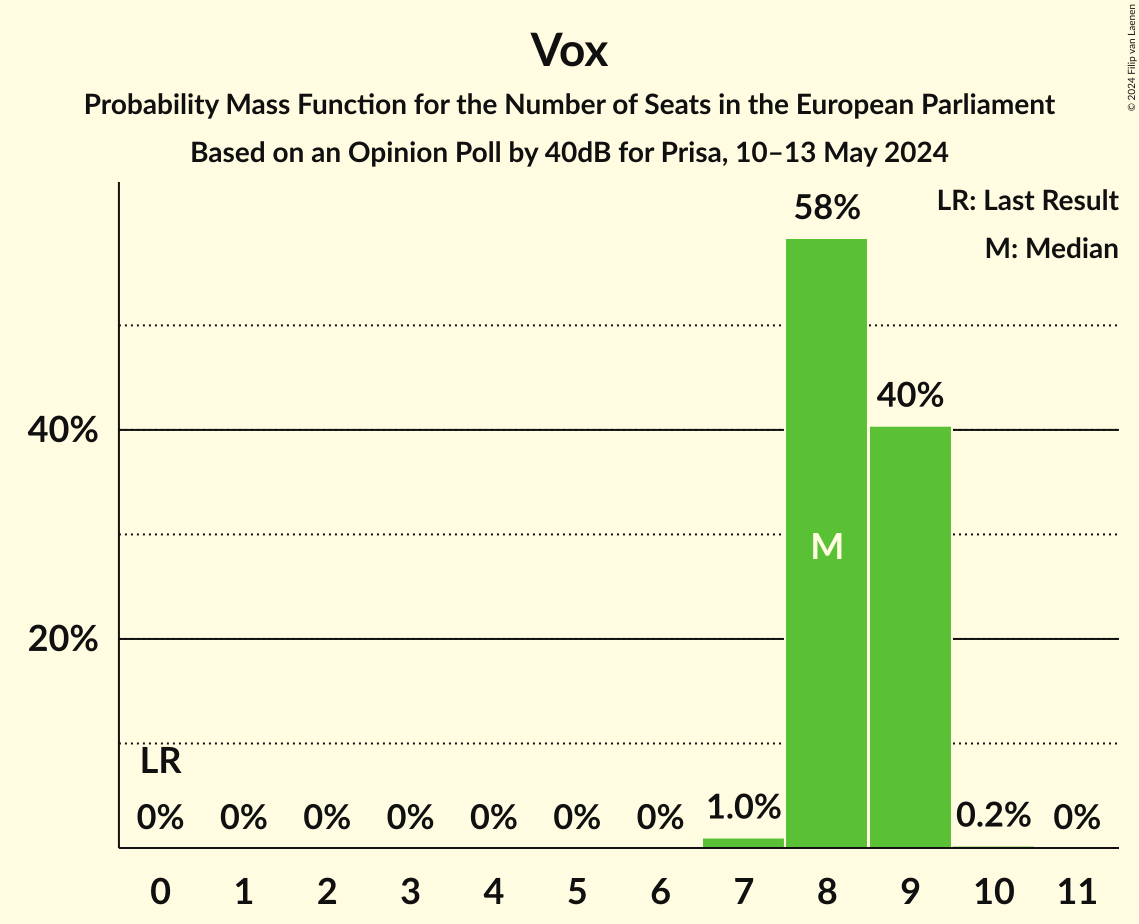 Vox
Probability Mass Function for the Number of Seats in the European Parliament
Based on an Opinion Poll by 40dB for Prisa, 10–13 May 2024
© 2024 Filip van Laenen
LR: Last Result
M: Median
58%
40%
40%
M
20%
LR
0% 0% 0% 0% 0% 0% 0% 1.0% 0.2% 0%
0 1 2 3 4 5 6 7 8 9 10 11